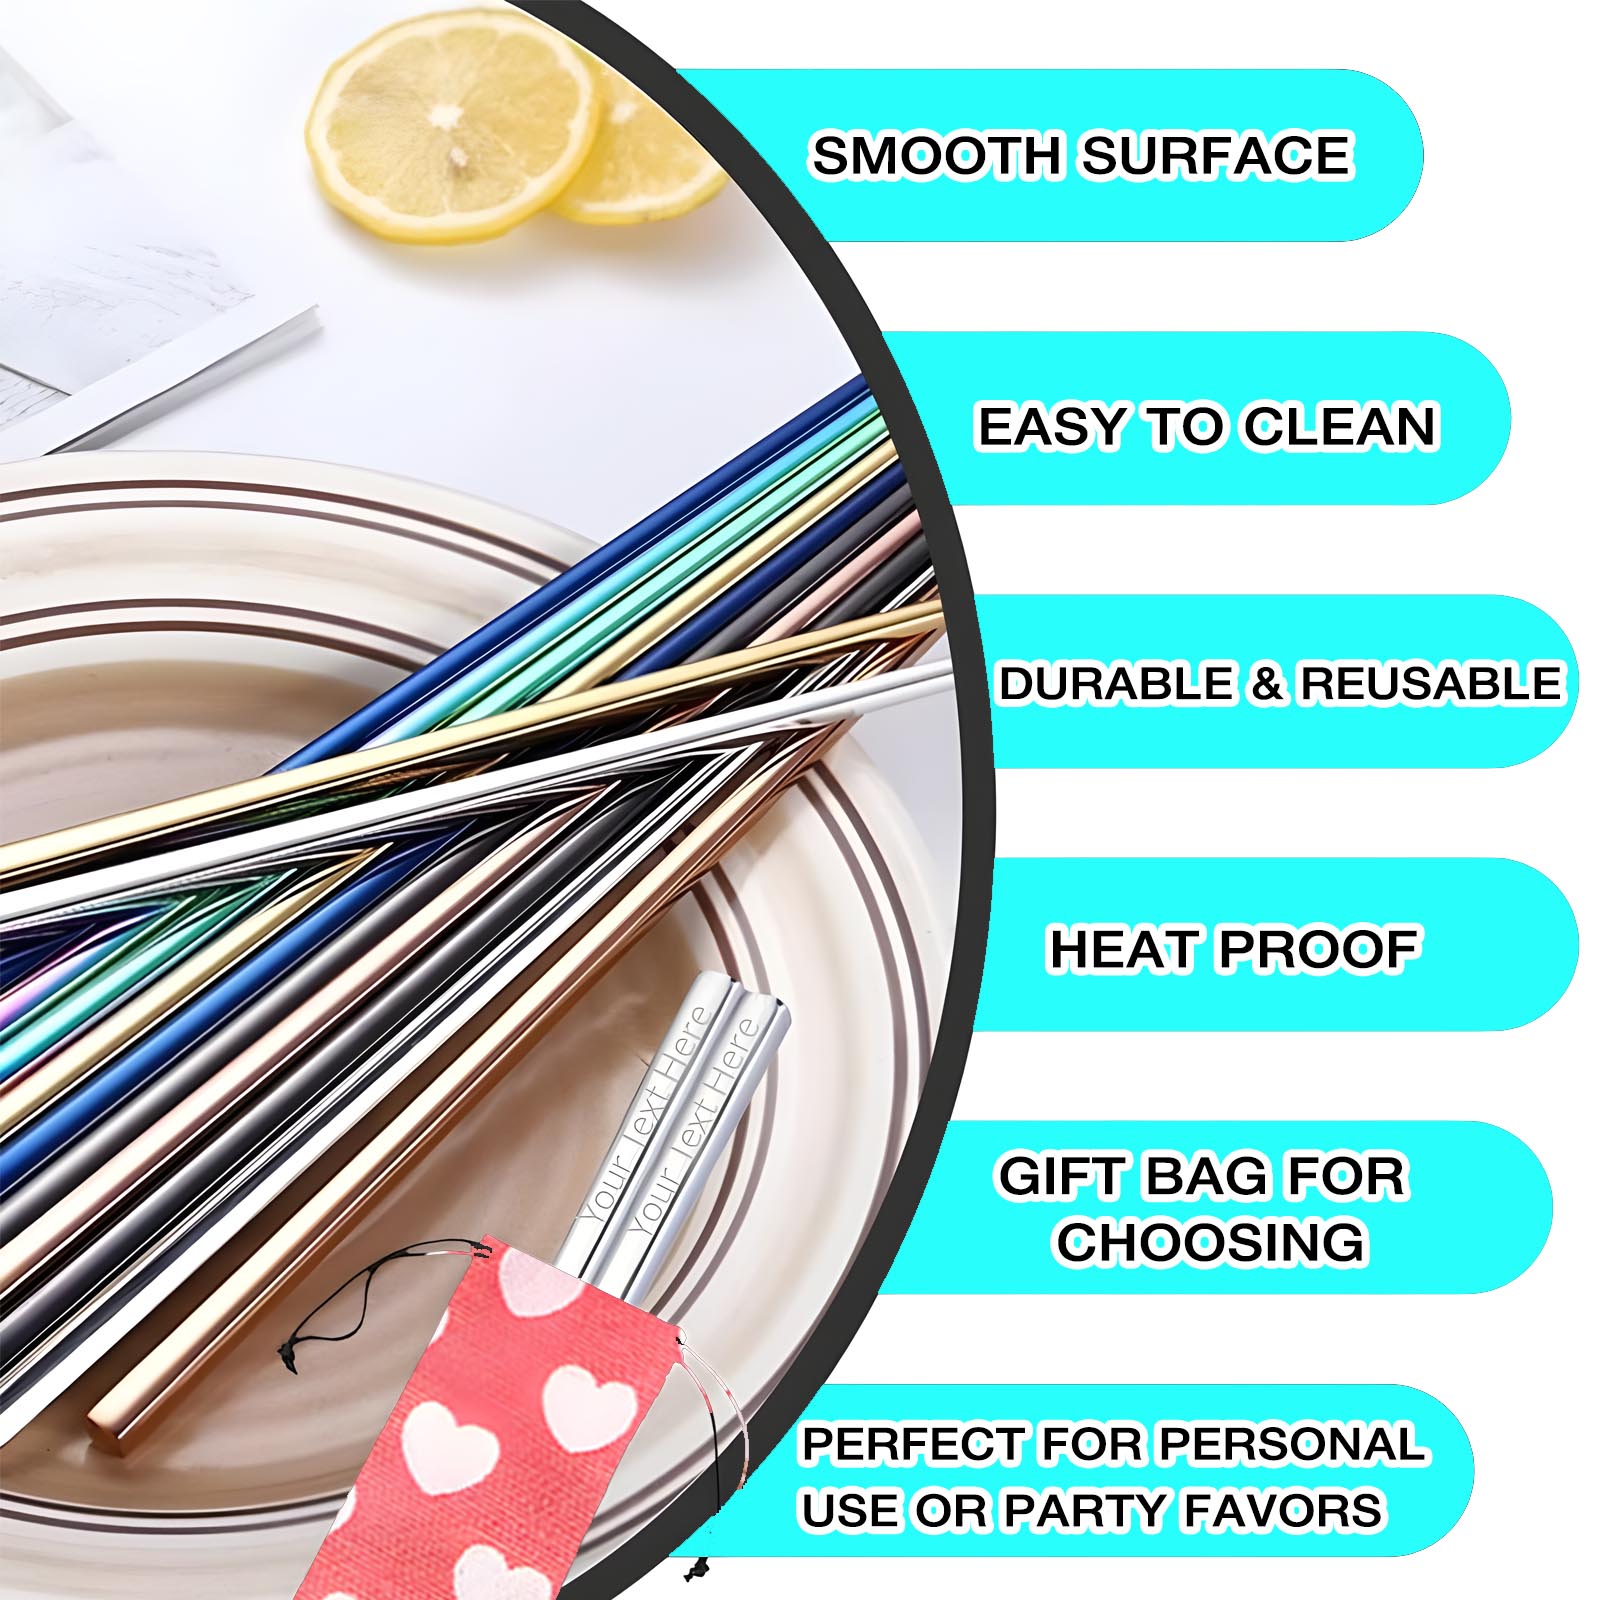 SMOOTH SURFACE
EASY TO CLEAN
DURABLE & REUSABLE
HEAT PROOF
Your Text Here
Your Text Here
GIFT BAG FOR
CHOOSING
PERFECT FOR PERSONAL
USE OR PARTY FAVORS